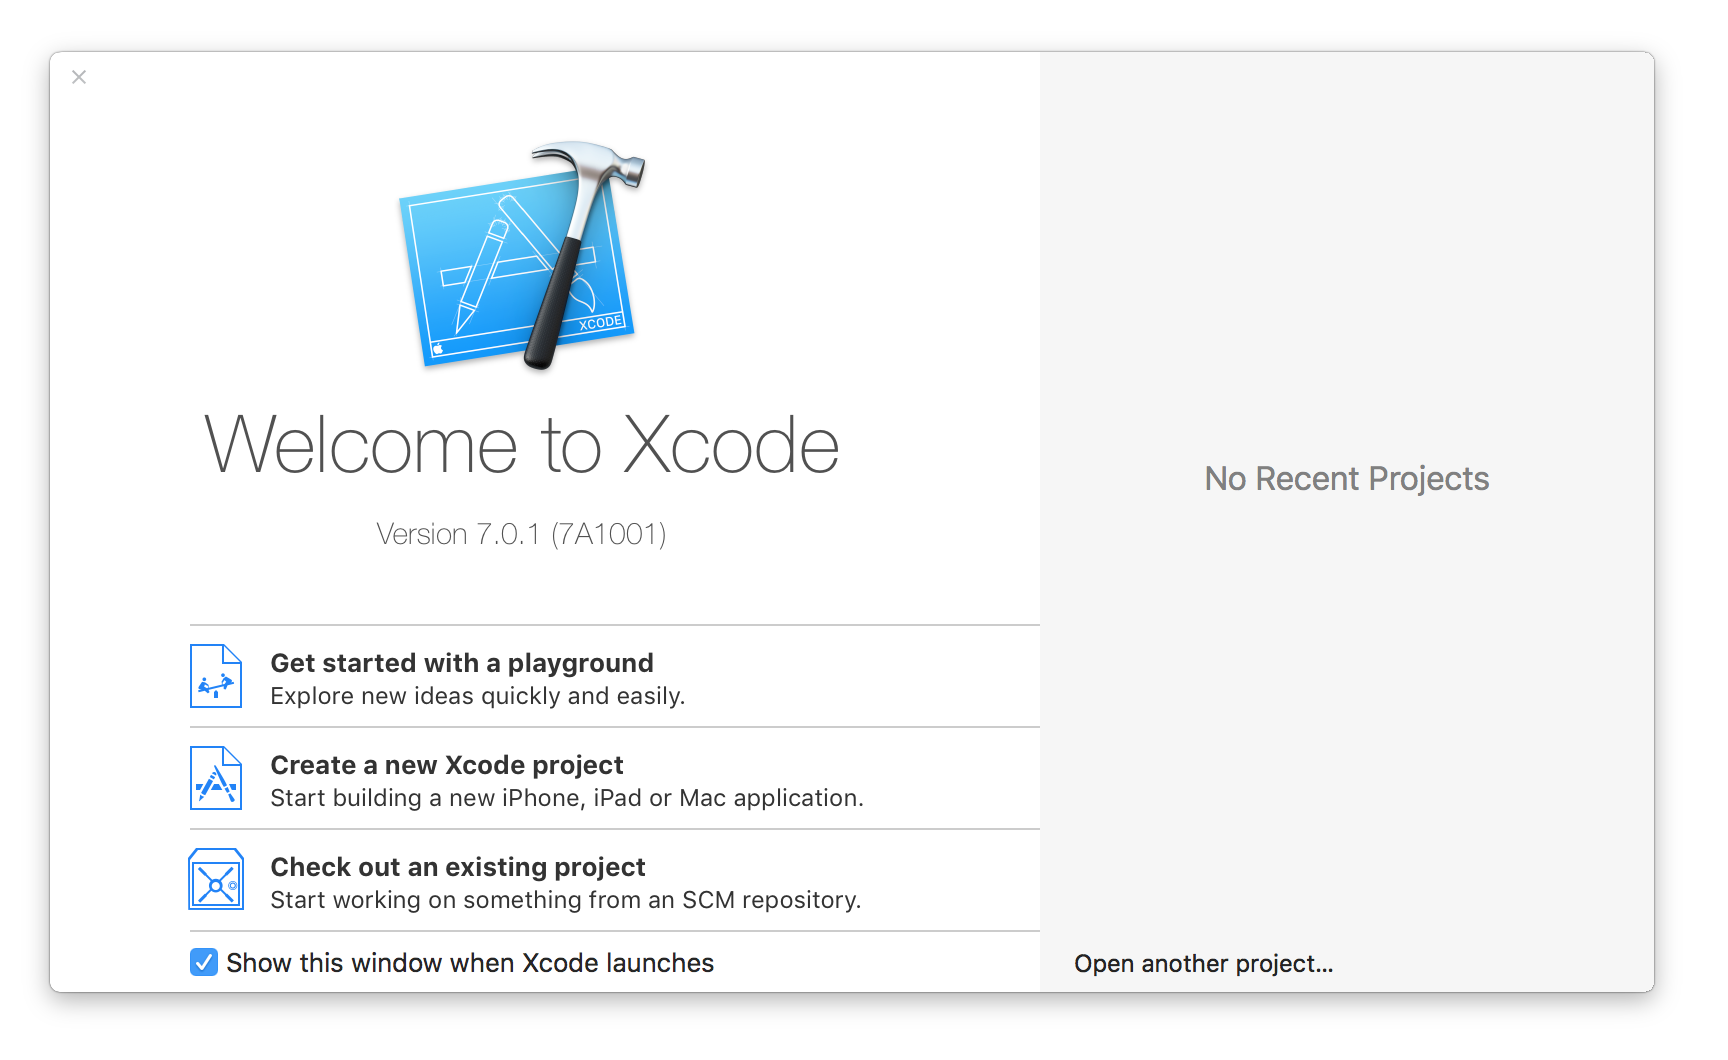 XCODE
Welcome to Xcode
Version 7.0.1 (7A1001)
Get started with a playground
Explore new ideas quickly and easily.
Create a new Xcode project
Start building a new iPhone, iPad or Mac application.
Check out an existing project
Start working on something from an SCM repository.
Show this window when Xcode launches
No Recent Projects
Open another project...